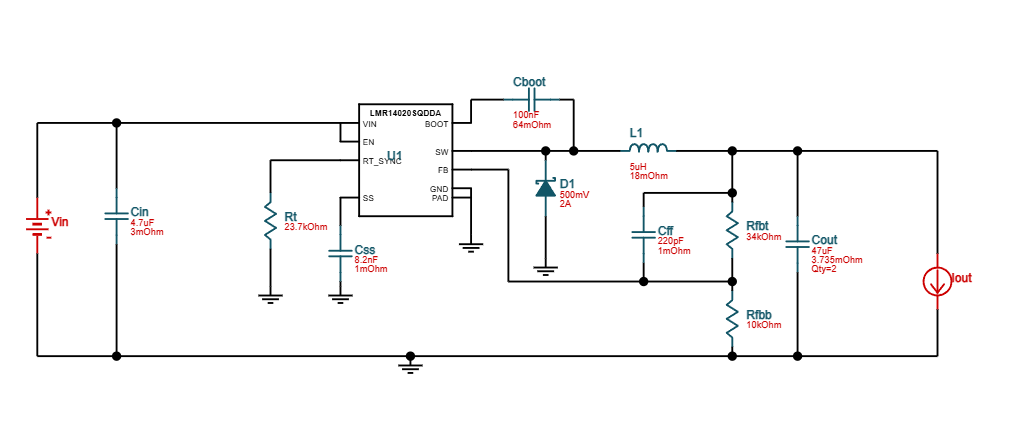 Cboot
100nF
64mOhm
LMR14020SQDDA
VIN
BOOT
EN
SW
RT_SYNC
U1
FB
SS
GND
PAD
L1
5uH
18mOhm
D1
500mV
2A
Vin
Cin
4.7uF
3mOhm
Rt
23.7kOhm
Css
8.2nF
1mOhm
Cff
220pF
1mOhm
Rfbt
34kOhm
Cout
47uF
3.735mOhm
Qty=2
Iout
Rfbb
10kOhm